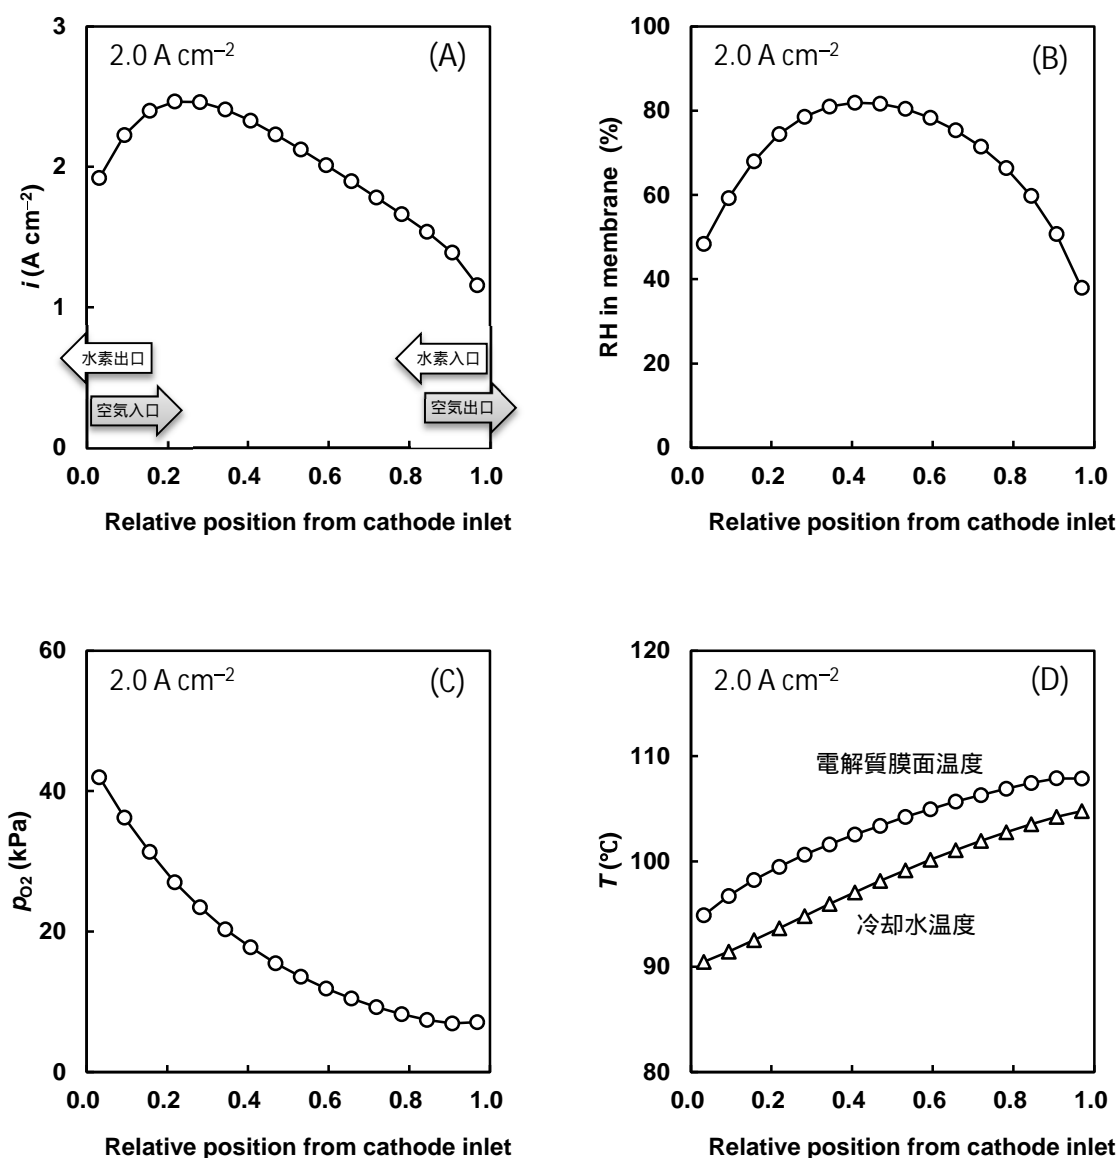 2.0 A cm⁻²
(A)
3
2
1
0
i (A cm⁻²)
水素出口
水素入口
空気入口
空気出口
0.0 0.2 0.4 0.6 0.8 1.0
Relative position from cathode inlet
2.0 A cm⁻²
(B)
100
80
60
40
20
0
RH in membrane (%)
0.0 0.2 0.4 0.6 0.8 1.0
Relative position from cathode inlet
2.0 A cm⁻²
(C)
60
40
20
0
pO2 (kPa)
0.0 0.2 0.4 0.6 0.8 1.0
Relative position from cathode inlet
2.0 A cm⁻²
(D)
120
110
100
90
80
T (℃)
電解質膜面温度
冷却水温度
0.0 0.2 0.4 0.6 0.8 1.0
Relative position from cathode inlet